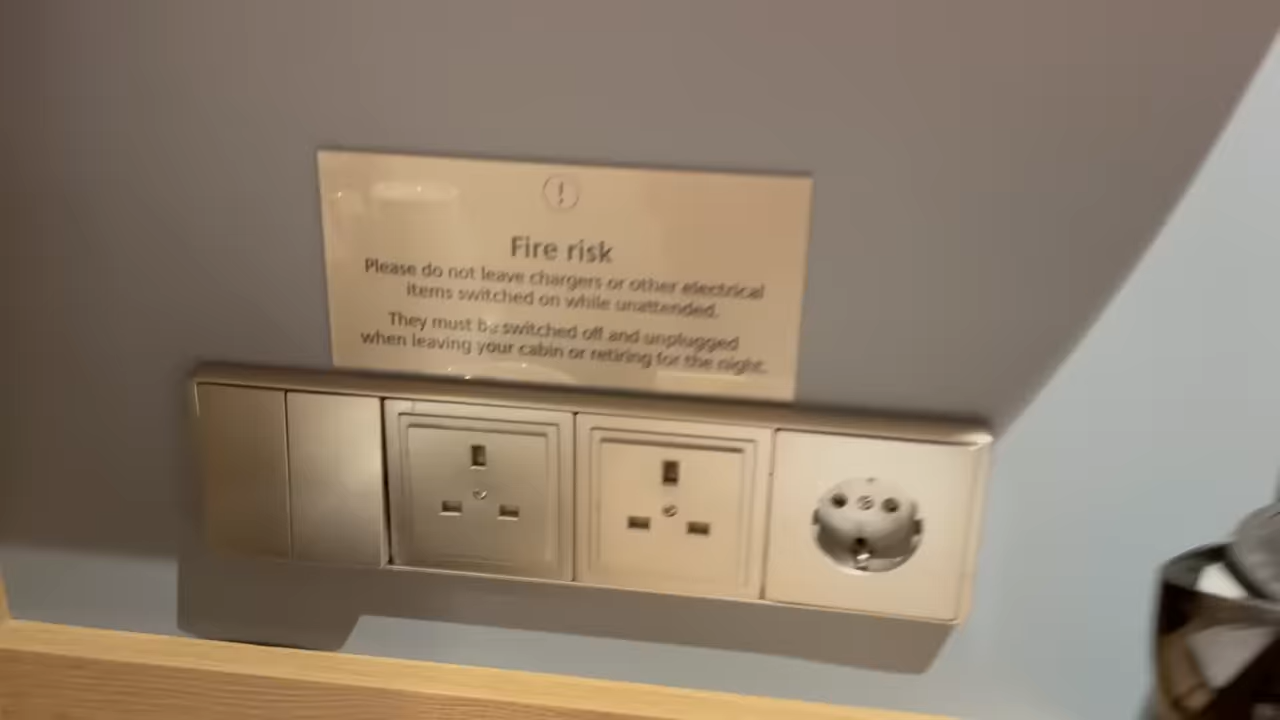 Fire risk
Please do not leave chargers or other electrical
items switched on while unattended.
They must be switched off and unplugged
when leaving your cabin or retiring for the night.